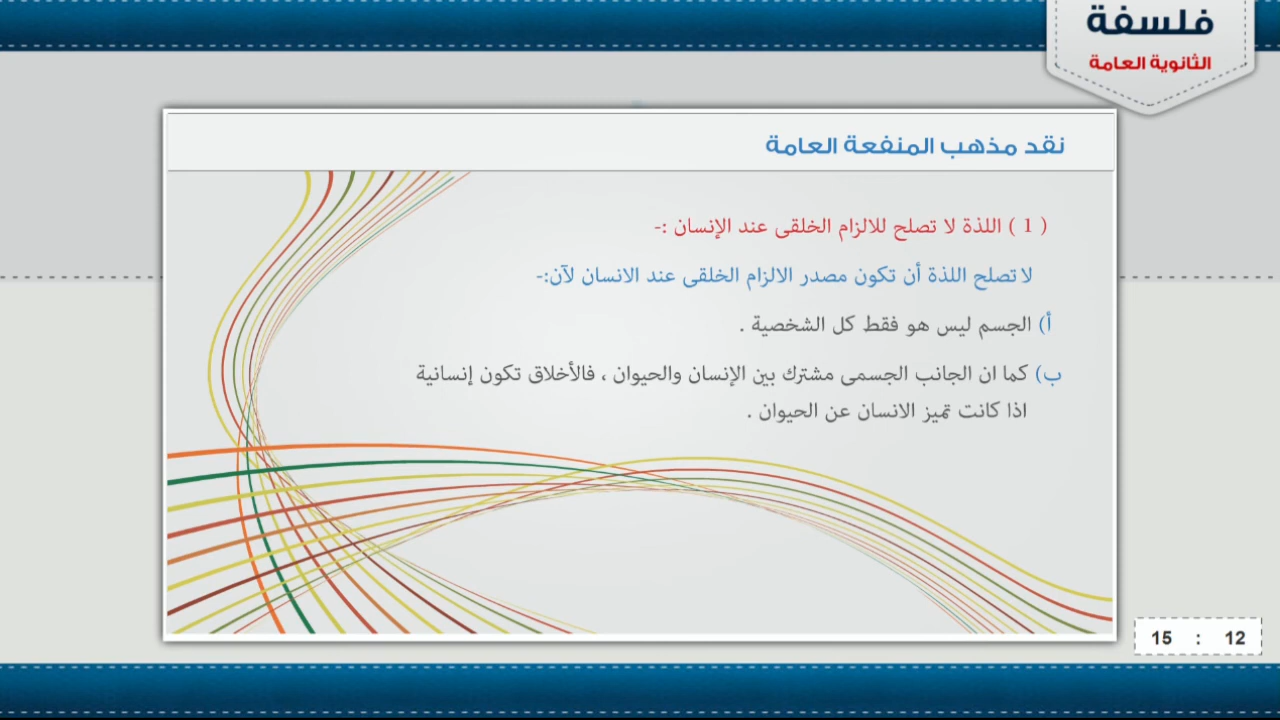 فلسفة
الثانوية العامة
نقد مذهب المنفعة العامة
( 1 ) اللذة لا تصلح للالزام الخلقى عند الإنسان :-
لا تصلح اللذة أن تكون مصدر الالزام الخلقى عند الانسان لآن:-
أ) الجسم ليس هو فقط كل الشخصية .
ب) كما ان الجانب الجسمى مشترك بين الإنسان والحيوان ، فالأخلاق تكون إنسانية
اذا كانت تميز الانسان عن الحيوان .
15 : 12